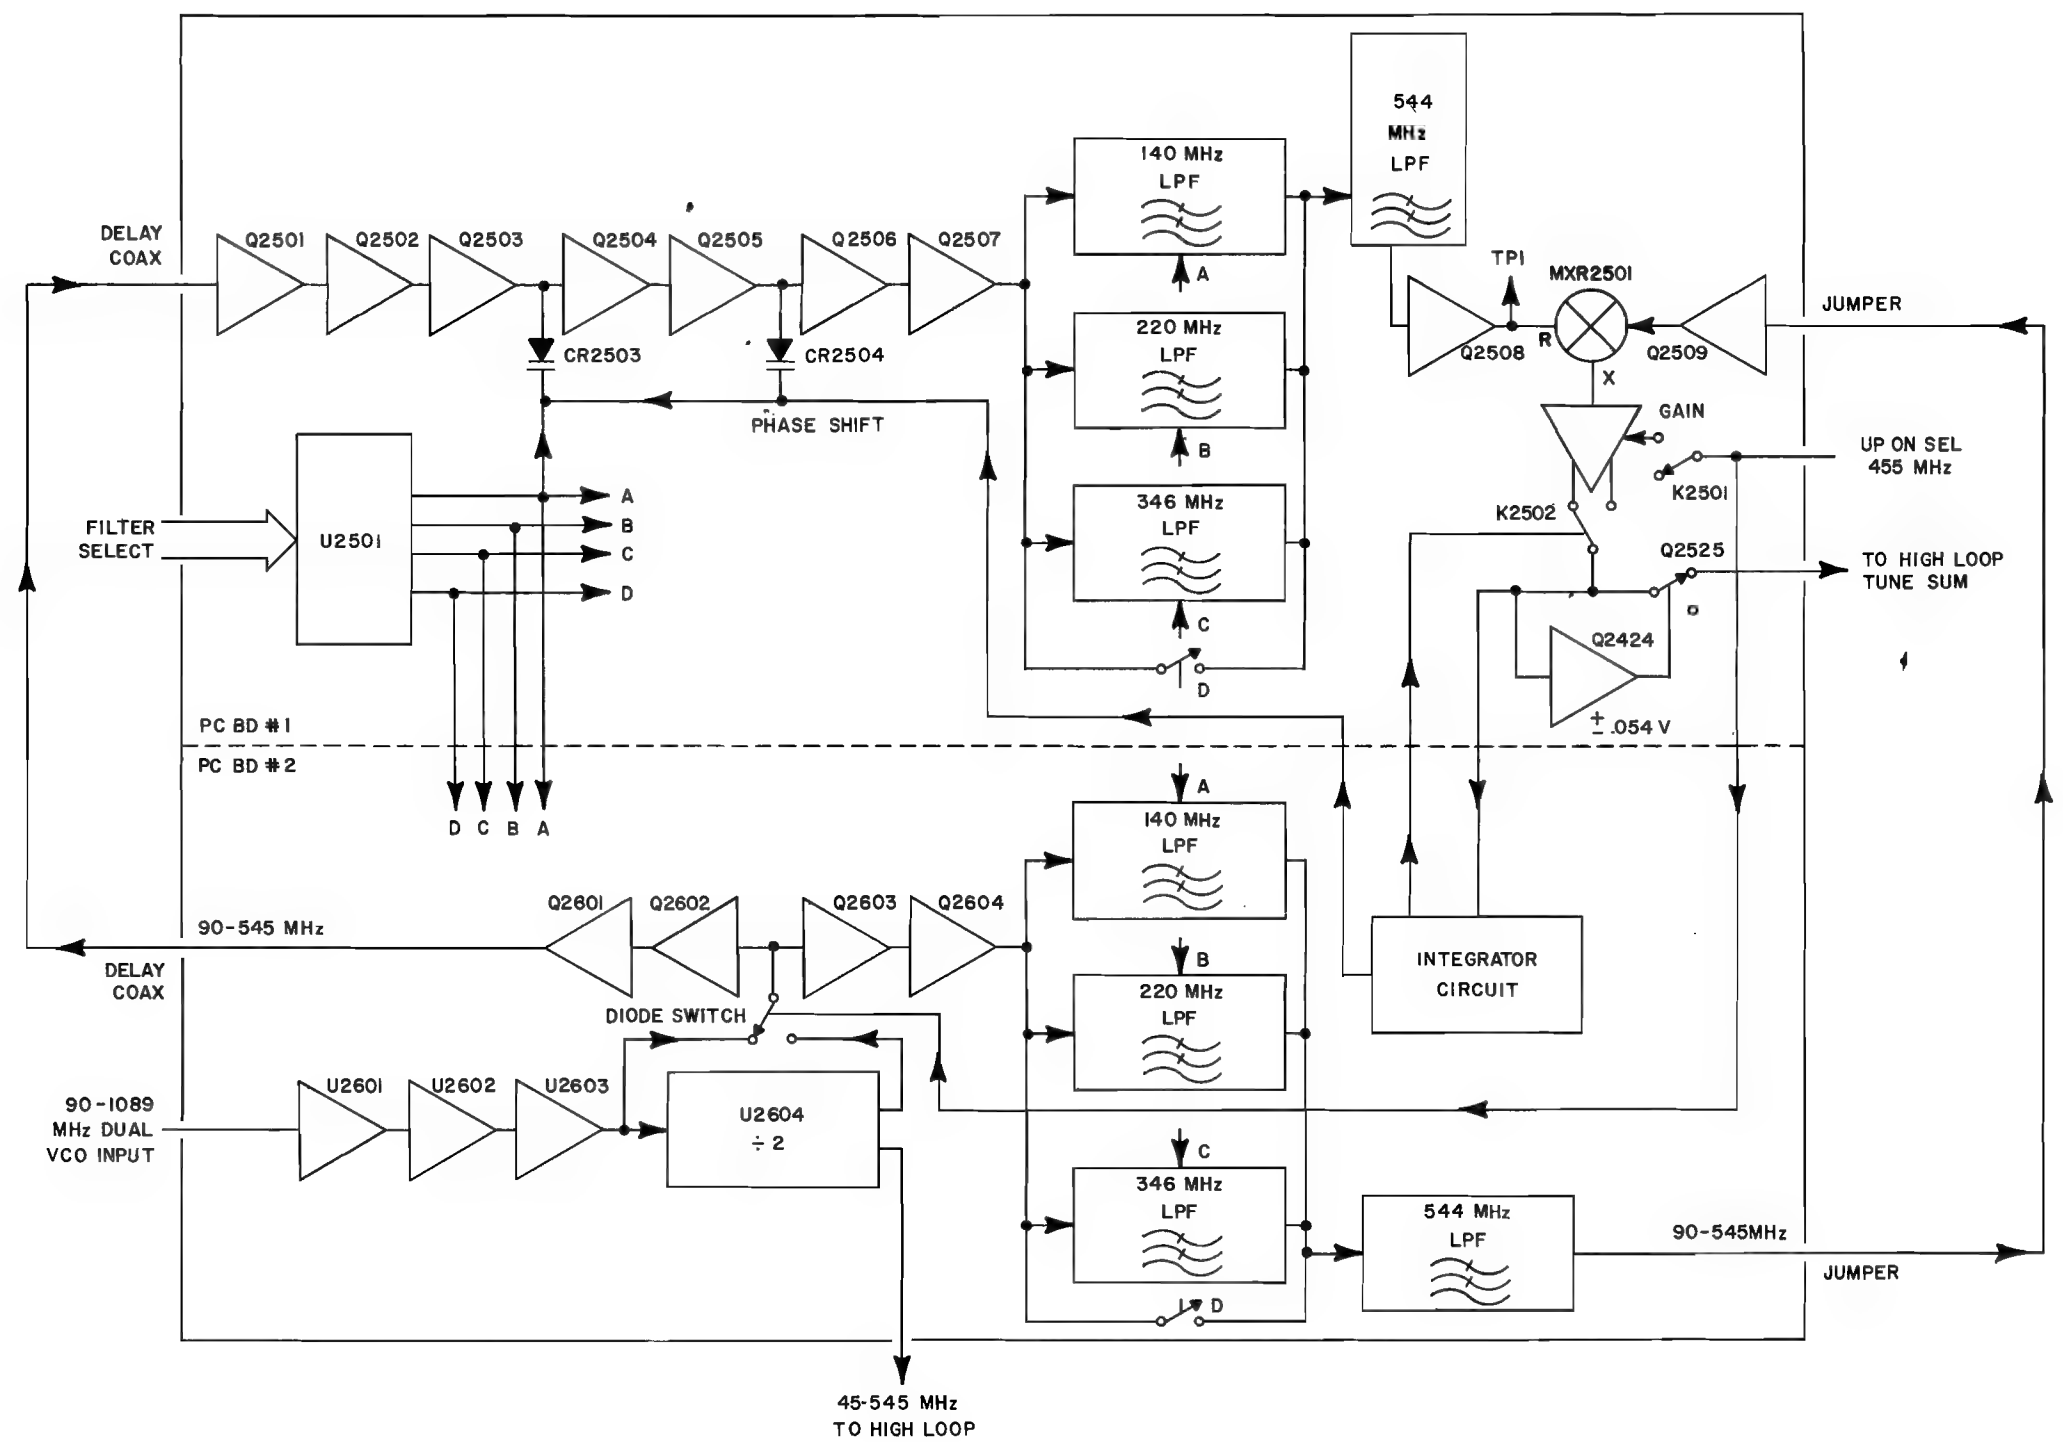 544
MHz
LPF
140 MHz
LPF
A
DELAY
COAX
Q2501
Q2502
Q2503
Q2504
Q2505
Q2506
Q2507
TP1
MXR2501
JUMPER
CR2503
CR2504
220 MHz
LPF
B
Q2508
R
Q2509
X
GAIN
PHASE SHIFT
UP ON SEL
455 MHz
K2501
346 MHz
LPF
C
K2502
FILTER
SELECT
U2501
A
B
C
D
Q2525
TO HIGH LOOP
TUNE SUM
Q2424
± .054 V
D
PC BD #1
PC BD #2
D C B A
A
140 MHz
LPF
Q2601
Q2602
Q2603
Q2604
90-545 MHz
DELAY
COAX
B
220 MHz
LPF
INTEGRATOR
CIRCUIT
DIODE SWITCH
90-1089
MHz DUAL
VCO INPUT
U2601
U2602
U2603
U2604
÷ 2
C
346 MHz
LPF
544 MHz
LPF
90-545MHz
JUMPER
D
45-545 MHz
TO HIGH LOOP